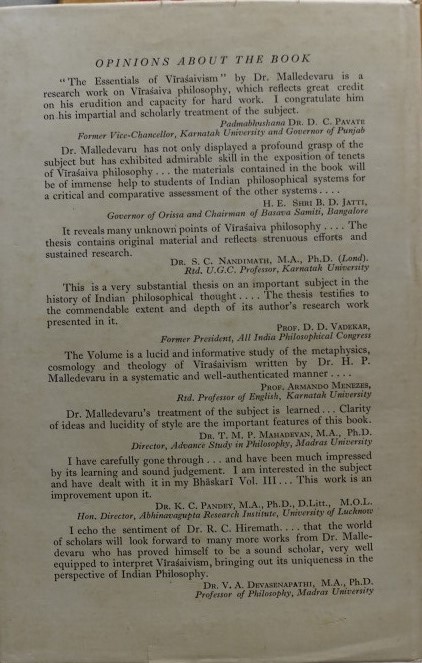 OPINIONS ABOUT THE BOOK
"The Essentials of Vīraśaivism" by Dr. Malledevaru is a
research work on Vīraśaiva philosophy, which reflects great credit
on his erudition and capacity for hard work. I congratulate him
on his impartial and scholarly treatment of the subject.
Padmabhushana DR. D. C. PAVATE
Former Vice-Chancellor, Karnatak University and Governor of Punjab
Dr. Malledevaru has not only displayed a profound grasp of the
subject but has exhibited admirable skill in the exposition of tenets
of Vīraśaiva philosophy . . . the materials contained in the book will
be of immense help to students of Indian philosophical systems for
a critical and comparative assessment of the other systems . . . .
H. E. SHRI B. D. JATTI,
Governor of Orissa and Chairman of Basava Samiti, Bangalore
It reveals many unknown points of Vīraśaiva philosophy . . . . The
thesis contains original material and reflects strenuous efforts and
sustained research.
DR. S. C. NANDIMATH, M.A., Ph.D. (Lond).
Rtd. U.G.C. Professor, Karnatak University
This is a very substantial thesis on an important subject in the
history of Indian philosophical thought . . . . The thesis testifies to
the commendable extent and depth of its author's research work
presented in it.
PROF. D. D. VADEKAR,
Former President, All India Philosophical Congress
The Volume is a lucid and informative study of the metaphysics,
cosmology and theology of Vīraśaivism written by Dr. H. P.
Malledevaru in a systematic and well-authenticated manner . . . .
PROF. ARMANDO MENEZES,
Rtd. Professor of English, Karnatak University
Dr. Malledevaru's treatment of the subject is learned . . . Clarity
of ideas and lucidity of style are the important features of this book.
DR. T. M. P. MAHADEVAN, M.A., Ph.D.
Director, Advance Study in Philosophy, Madras University
I have carefully gone through . . . and have been much impressed
by its learning and sound judgement. I am interested in the subject
and have dealt with it in my Bhāskarī Vol. III . . . This work is an
improvement upon it.
DR. K. C. PANDEY, M.A., Ph.D., D.Litt., M.O.L.
Hon. Director, Abhinavagupta Research Institute, University of Lucknow
I echo the sentiment of Dr. R. C. Hiremath. . . . that the world
of scholars will look forward to many more works from Dr. Malle-
devaru who has proved himself to be a sound scholar, very well
equipped to interpret Vīraśaivism, bringing out its uniqueness in the
perspective of Indian Philosophy.
DR. V. A. DEVASENAPATHI, M.A., Ph.D.
Professor of Philosophy, Madras University